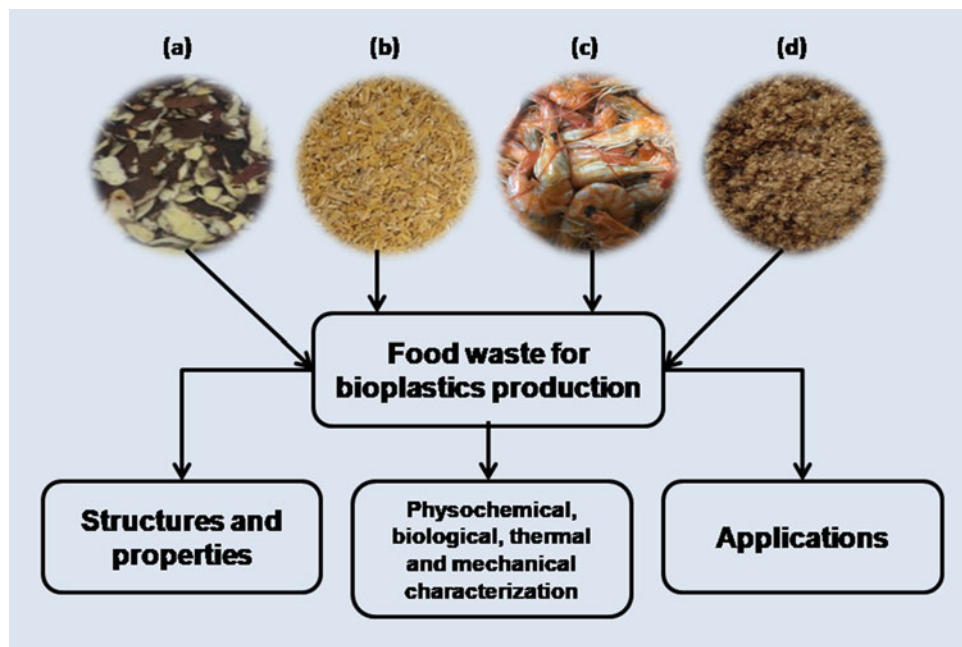 (a)
(b)
(c)
(d)
Food waste for
bioplastics production
Structures and
properties
Physochemical,
biological, thermal
and mechanical
characterization
Applications